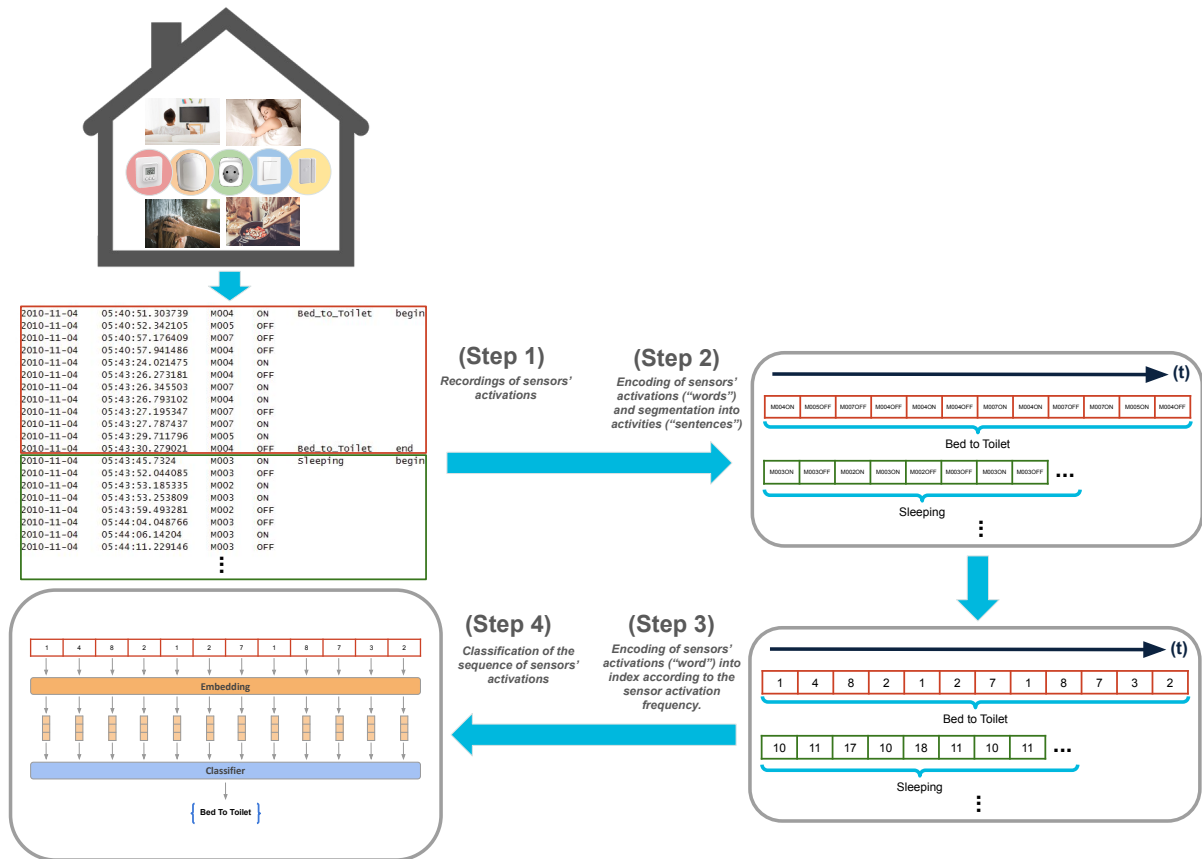 2010-11-04 05:40:51.303739 M004 ON Bed_to_Toilet begin
2010-11-04 05:40:52.342105 M005 OFF
2010-11-04 05:40:57.176409 M007 OFF
2010-11-04 05:40:57.941486 M004 OFF
2010-11-04 05:43:24.021475 M004 ON
2010-11-04 05:43:26.273181 M004 OFF
2010-11-04 05:43:26.345503 M007 ON
2010-11-04 05:43:26.793102 M004 ON
2010-11-04 05:43:27.195347 M007 OFF
2010-11-04 05:43:27.787437 M007 ON
2010-11-04 05:43:29.711796 M005 ON
2010-11-04 05:43:30.279021 M004 OFF Bed_to_Toilet end
2010-11-04 05:43:45.7324 M003 ON Sleeping begin
2010-11-04 05:43:52.044085 M003 OFF
2010-11-04 05:43:53.185335 M002 ON
2010-11-04 05:43:53.253809 M003 ON
2010-11-04 05:43:59.493281 M002 OFF
2010-11-04 05:44:04.048766 M003 OFF
2010-11-04 05:44:06.14204 M003 ON
2010-11-04 05:44:11.229146 M003 OFF
(Step 1)
Recordings of sensors'
activations
(Step 2)
Encoding of sensors'
activations (“words”)
and segmentation into
activities (“sentences”)
(t)
M004ON M005OFF M007OFF M004OFF M004ON M004OFF M007ON M004ON M007OFF M007ON M005ON M004OFF
Bed to Toilet
M003ON M003OFF M002ON M003ON M002OFF M003OFF M003ON M003OFF ...
Sleeping
(Step 3)
Encoding of sensors'
activations (“word”) into
index according to the
sensor activation
frequency.
(t)
1 4 8 2 1 2 7 1 8 7 3 2
Bed to Toilet
10 11 17 10 18 11 10 11 ...
Sleeping
(Step 4)
Classification of the
sequence of sensors'
activations
1 4 8 2 1 2 7 1 8 7 3 2
Embedding
Classifier
{ Bed To Toilet }